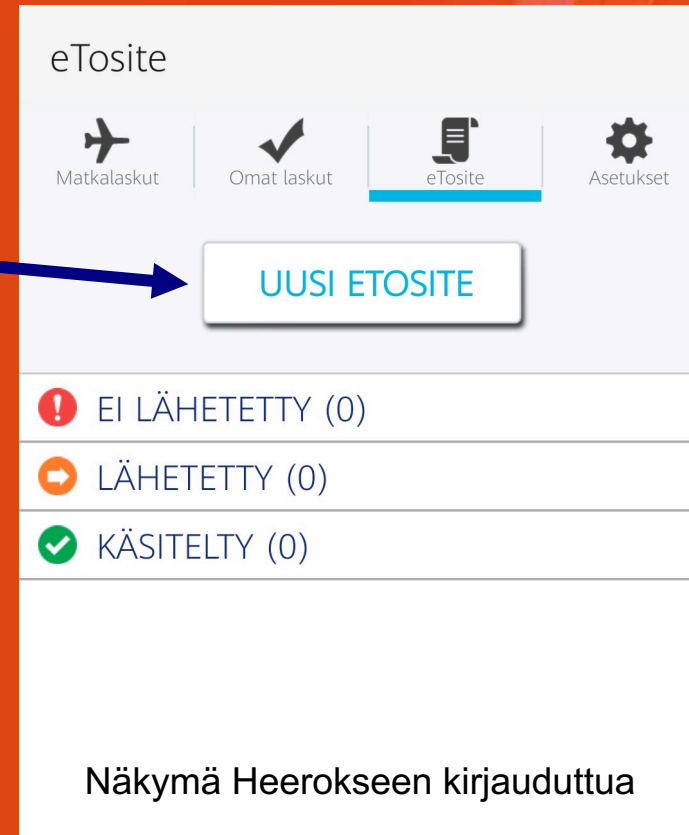 eTosite
Matkalaskut
Omat laskut
eTosite
Asetukset
UUSI ETOSITE
EI LÄHETETTY (0)
LÄHETETTY (0)
KÄSITELTY (0)
Näkymä Heerokseen kirjauduttua